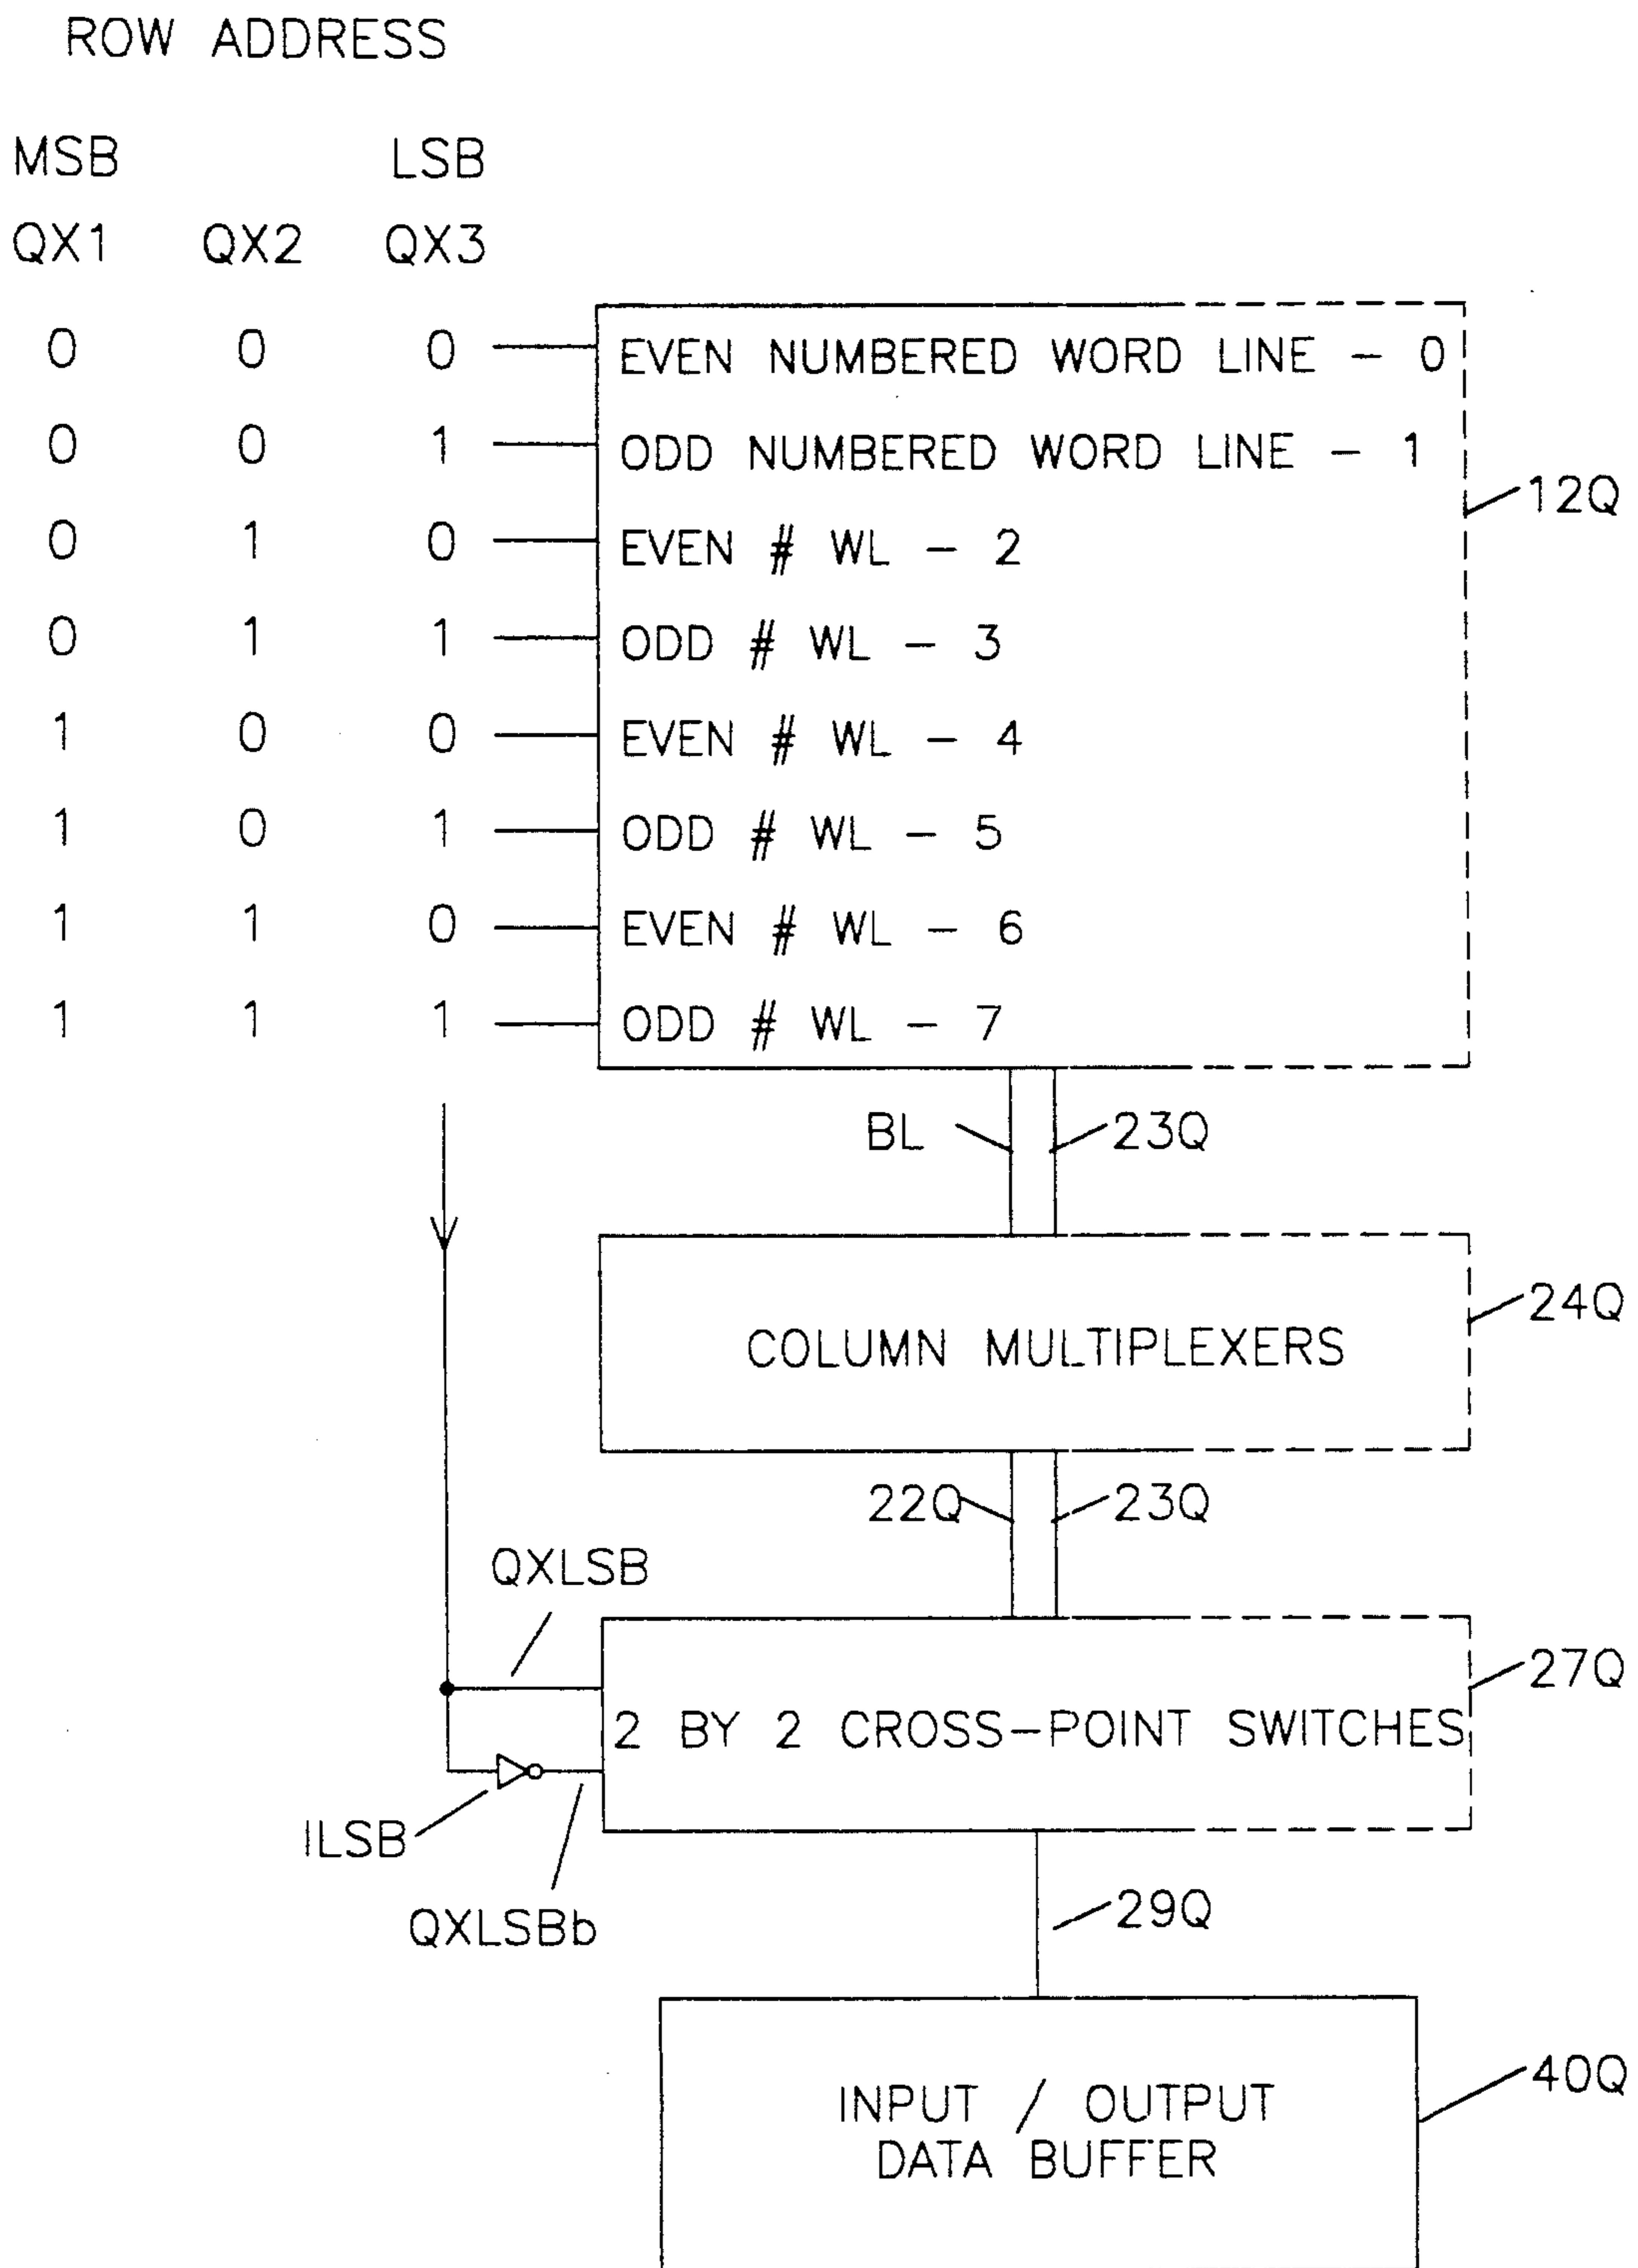 ROW ADDRESS
MSB LSB
QX1 QX2 QX3
0 0 0 EVEN NUMBERED WORD LINE – 0
0 0 1 ODD NUMBERED WORD LINE – 1
12Q
0 1 0 EVEN # WL – 2
0 1 1 ODD # WL – 3
1 0 0 EVEN # WL – 4
1 0 1 ODD # WL – 5
1 1 0 EVEN # WL – 6
1 1 1 ODD # WL – 7
BL 23Q
24Q
COLUMN MULTIPLEXERS
22Q 23Q
QXLSB
27Q
2 BY 2 CROSS–POINT SWITCHES
ILSB
QXLSBb
29Q
40Q
INPUT / OUTPUT
DATA BUFFER